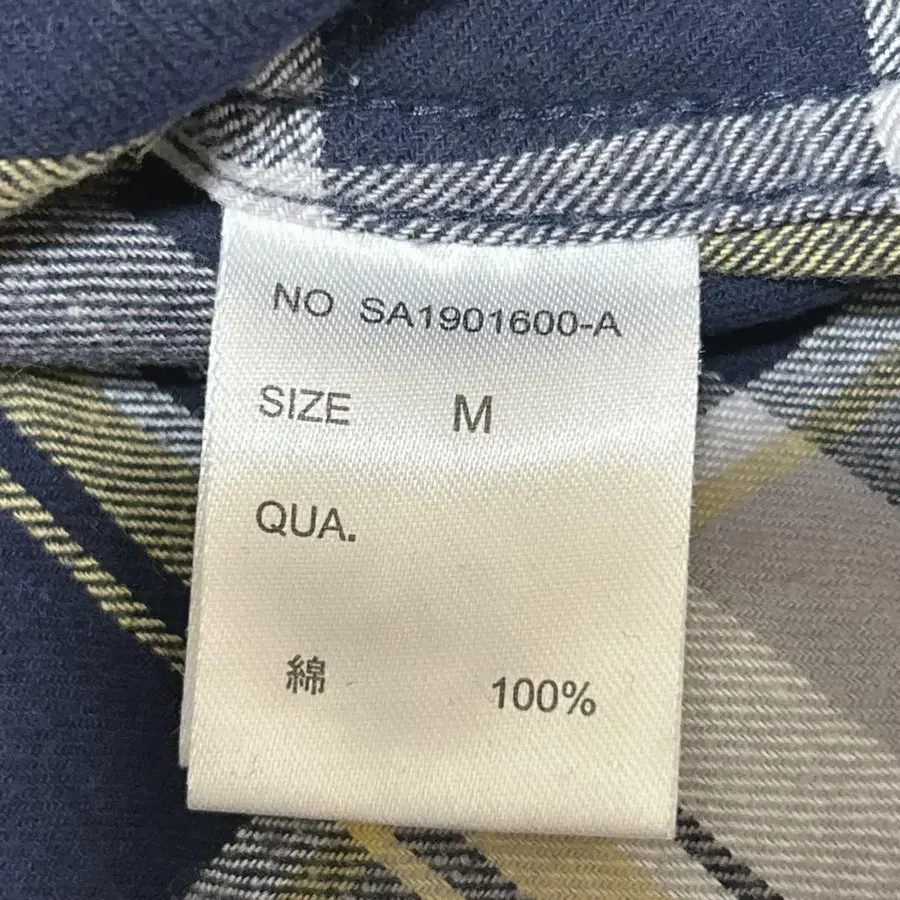 NO SA1901600-A
SIZE M
QUA.
綿 100%